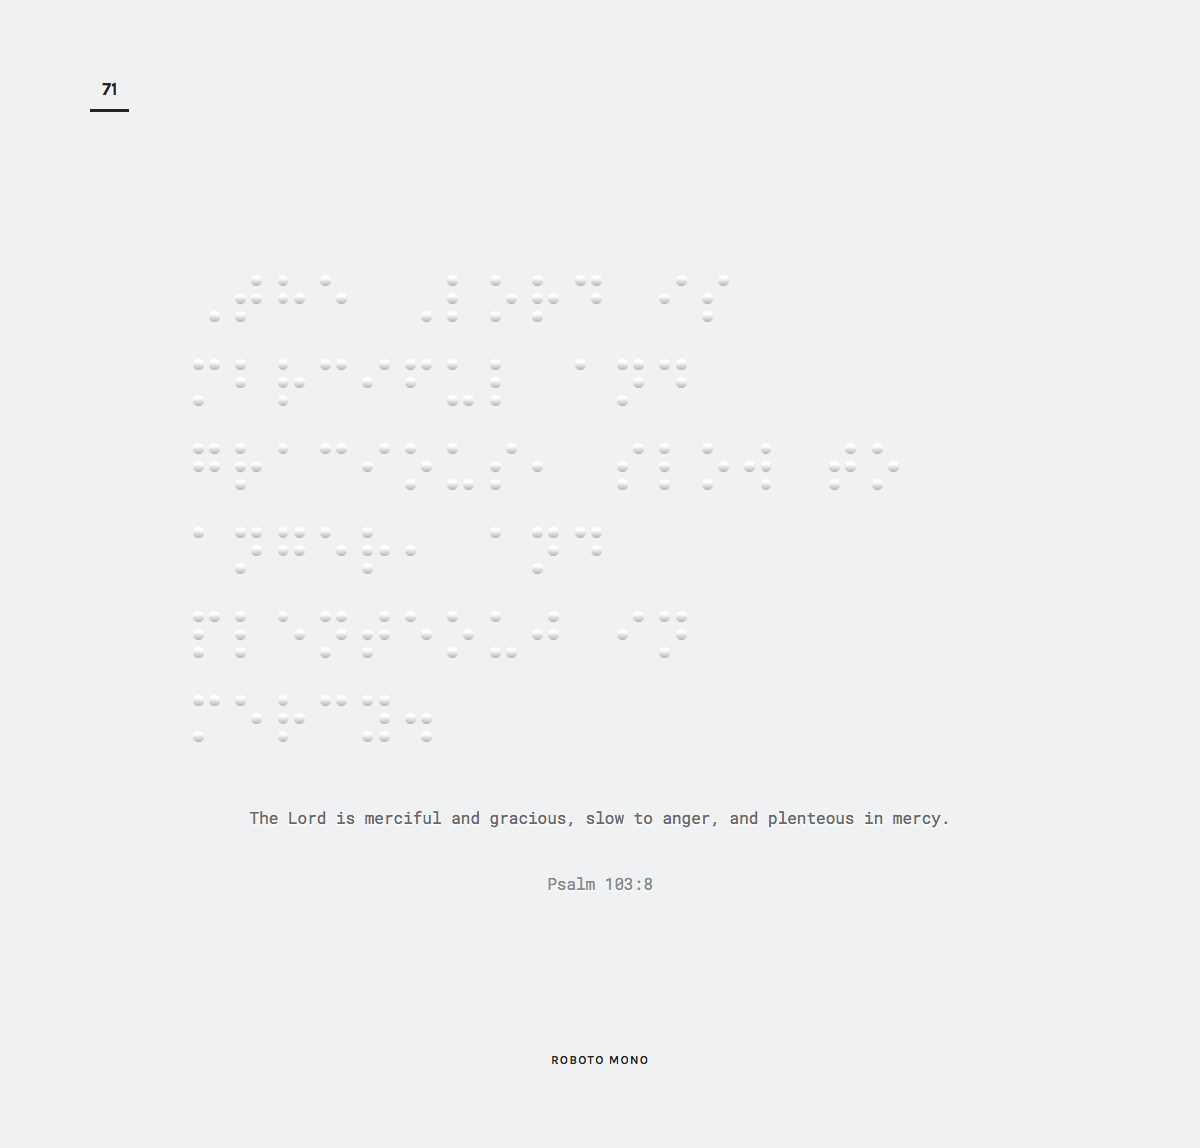 71
⠠⠞⠓⠑ ⠠⠇⠕⠗⠙ ⠊⠎
⠍⠃⠗⠉⠊⠋⠥⠇ ⠁⠝⠙
⠛⠗⠁⠉⠊⠕⠥⠎⠂ ⠎⠇⠕⠺ ⠞⠕
⠁⠝⠛⠑⠗⠂ ⠁⠝⠙
⠏⠇⠑⠝⠞⠑⠕⠥⠚ ⠊⠝
⠍⠑⠗⠉⠽⠲
The Lord is merciful and gracious, slow to anger, and plenteous in mercy.
Psalm 103:8
ROBOTO MONO